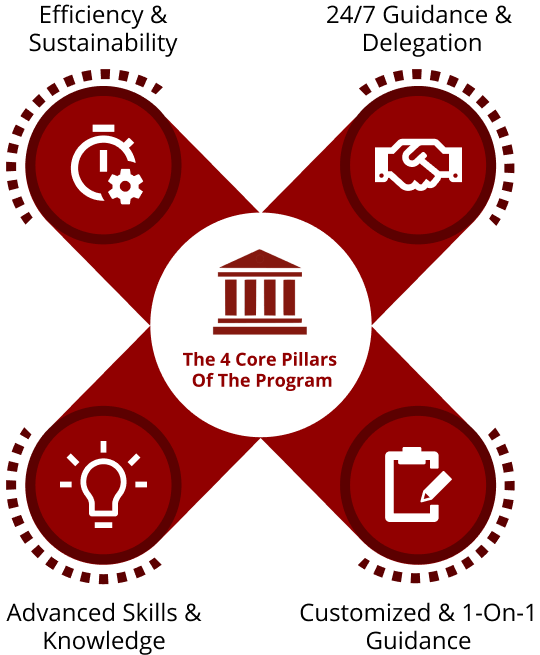 Efficiency &
Sustainability
24/7 Guidance &
Delegation
The 4 Core Pillars
Of The Program
Advanced Skills &
Knowledge
Customized & 1-On-1
Guidance